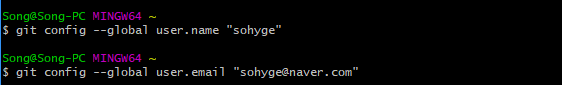 Song@Song-PC MINGW64 ~
$ git config --global user.name "sohyge"
Song@Song-PC MINGW64 ~
$ git config --global user.email "sohyge@naver.com"